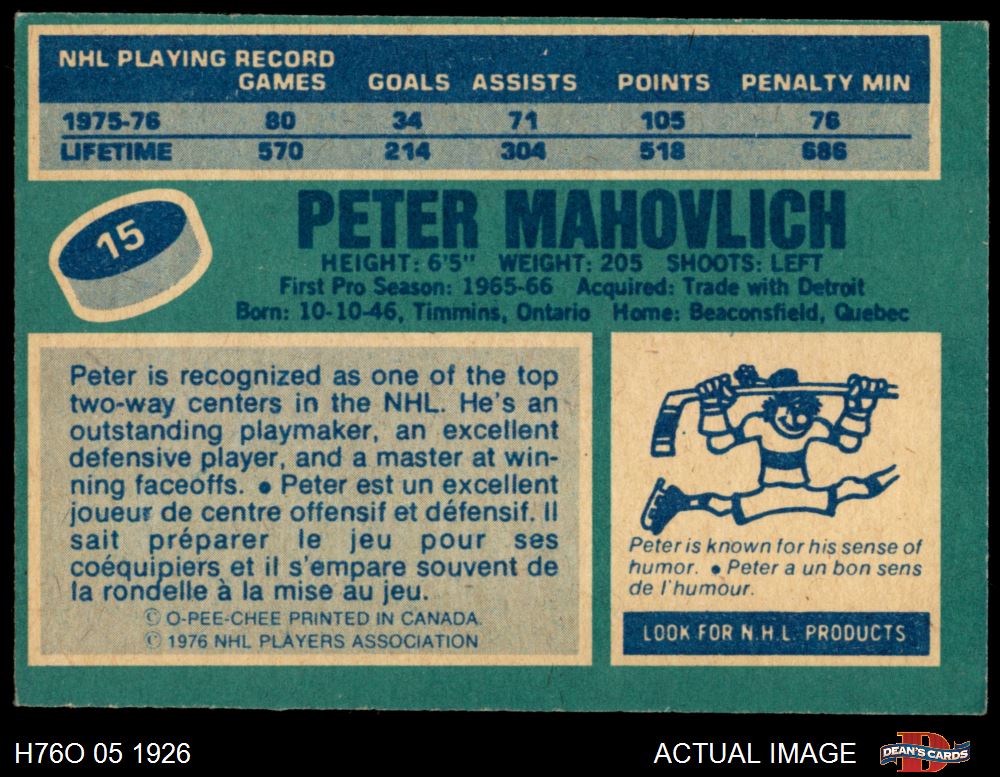 NHL PLAYING RECORD
GAMES GOALS ASSISTS POINTS PENALTY MIN
1975-76 80 34 71 105 76
LIFETIME 570 214 304 518 686
15
PETER MAHOVLICH
HEIGHT: 6'5" WEIGHT: 205 SHOOTS: LEFT
First Pro Season: 1965-66 Acquired: Trade with Detroit
Born: 10-10-46, Timmins, Ontario Home: Beaconsfield, Quebec
Peter is recognized as one of the top
two-way centers in the NHL. He's an
outstanding playmaker, an excellent
defensive player, and a master at win-
ning faceoffs. ● Peter est un excellent
joueur de centre offensif et défensif. Il
sait préparer le jeu pour ses
coéquipiers et il s'empare souvent de
la rondelle à la mise au jeu.
© O-PEE-CHEE PRINTED IN CANADA.
© 1976 NHL PLAYERS ASSOCIATION
Peter is known for his sense of
humor. ● Peter a un bon sens
de l'humour.
LOOK FOR N.H.L. PRODUCTS
H76O 05 1926
ACTUAL IMAGE
DEAN'S CARDS